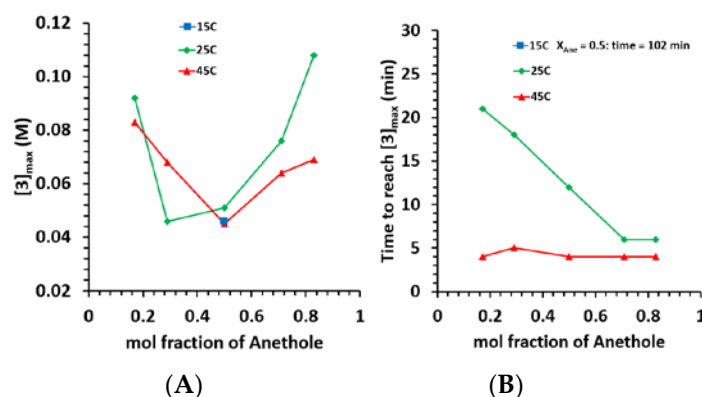 0.12
0.10
0.08
0.06
0.04
0.02
[3]max (M)
15C
25C
45C
0 0.2 0.4 0.6 0.8 1
mol fraction of Anethole
(A)
30
25
20
15
10
5
0
Time to reach [3]max (min)
15C XAne = 0.5: time = 102 min
25C
45C
0 0.2 0.4 0.6 0.8 1
mol fraction of Anethole
(B)